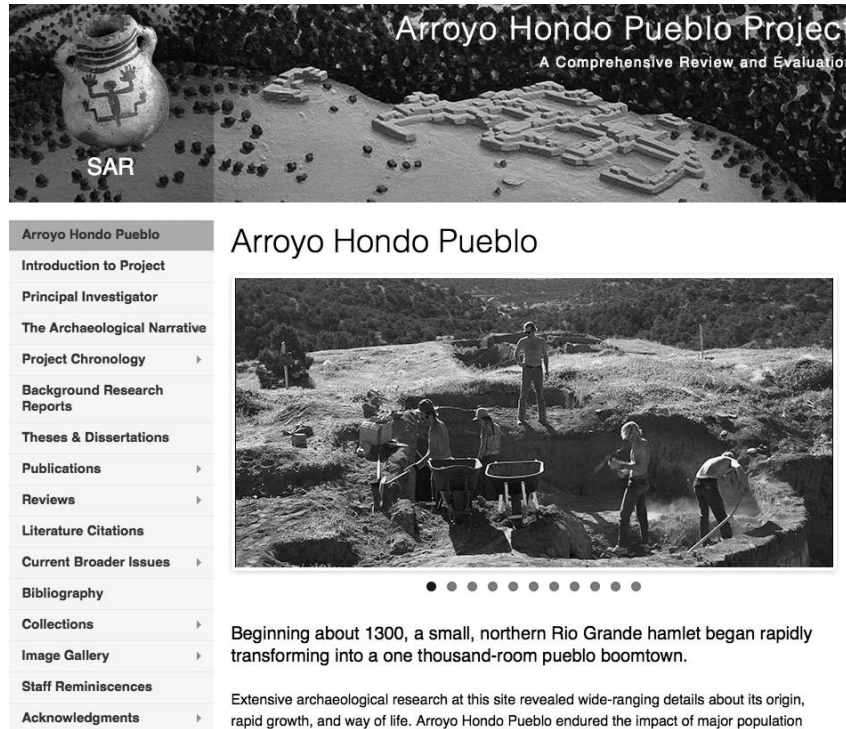 Arroyo Hondo Pueblo Projec
A Comprehensive Review and Evaluatio
SAR
Arroyo Hondo Pueblo
Introduction to Project
Principal Investigator
The Archaeological Narrative
Project Chronology
Background Research
Reports
Theses & Dissertations
Publications
Reviews
Literature Citations
Current Broader Issues
Bibliography
Collections
Image Gallery
Staff Reminiscences
Acknowledgments
Arroyo Hondo Pueblo
Beginning about 1300, a small, northern Rio Grande hamlet began rapidly
transforming into a one thousand-room pueblo boomtown.
Extensive archaeological research at this site revealed wide-ranging details about its origin,
rapid growth, and way of life. Arroyo Hondo Pueblo endured the impact of major population